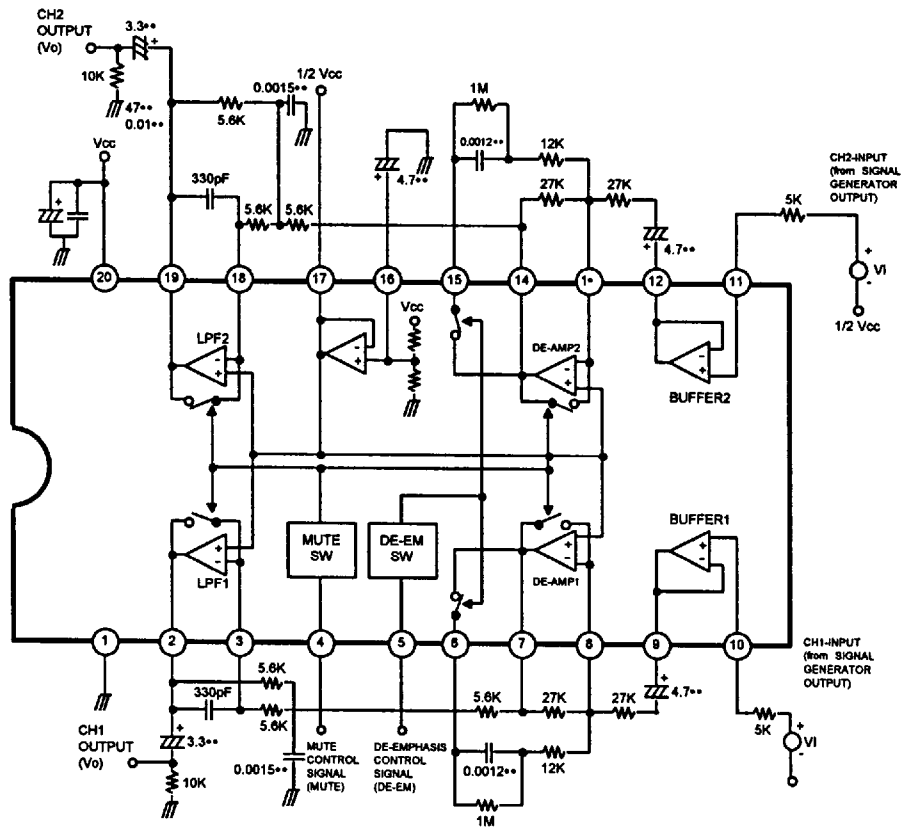 CH2
OUTPUT
(Vo)
3.3••
+
10K
47••
0.01••
5.6K
0.0015••
1/2 Vcc
1M
0.0012••
12K
Vcc
+
330pF
5.6K 5.6K
+
4.7••
27K 27K
4.7••
+
5K
CH2-INPUT
(from SIGNAL
GENERATOR
OUTPUT)
+
VI
-
1/2 Vcc
20 19 18 17 16 15 14 1• 12 11
LPF2
-
+
-
+
Vcc
DE-AMP2
-
+
-
+
BUFFER2
MUTE
SW
DE-EM
SW
+
-
LPF1
+
-
DE-AMP1
BUFFER1
+
-
1 2 3 4 5 6 7 8 9 10
CH1-INPUT
(from SIGNAL
GENERATOR
OUTPUT)
5.6K
330pF
5.6K
5.6K
27K
27K
4.7••
+
5K
+
VI
-
CH1
OUTPUT
(Vo)
+
3.3••
10K
0.0015••
MUTE
CONTROL
SIGNAL
(MUTE)
DE-EMPHASIS
CONTROL
SIGNAL
(DE-EM)
0.0012••
12K
1M